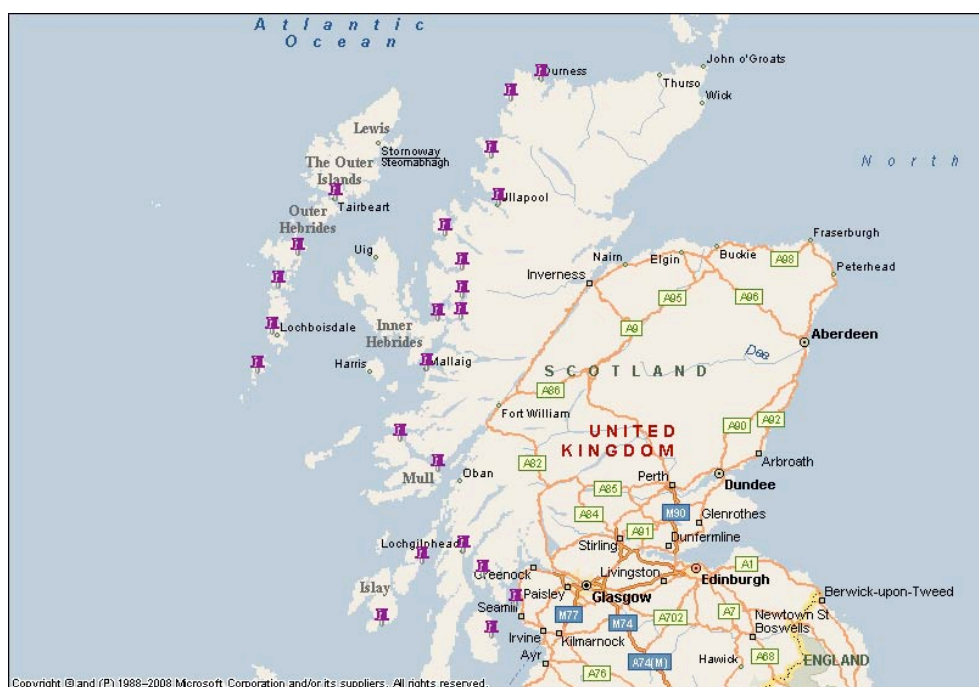 Atlantic
Ocean
John o'Groats
Durness
Thurso
Wick
Lewis
Stornoway
Steornabhagh
The Outer
Islands
North
Tairbeart
Ullapool
Outer
Hebrides
Fraserburgh
Uig
Nairn
Elgin
Buckie
A98
Peterhead
Inverness
A95
A96
Inner
Hebrides
Lochboisdale
A9
Aberdeen
Dee
Harris
Mallaig
SCOTLAND
A86
Fort William
UNITED
KINGDOM
A90
A92
Arbroath
A82
Mull
Oban
Perth
Dundee
A85
A84
M90
Glenrothes
A91
Stirling
Dunfermline
Lochgilphead
Greenock
Livingston
Edinburgh
A1
Islay
Paisley
Glasgow
Berwick-upon-Tweed
Seamill
M77
M74
A702
A7
Newtown St
Boswells
Irvine
Kilmarnock
Ayr
A74(M)
Hawick
A68
ENGLAND
A76
Copyright © and (P) 1988–2008 Microsoft Corporation and/or its suppliers. All rights reserved.